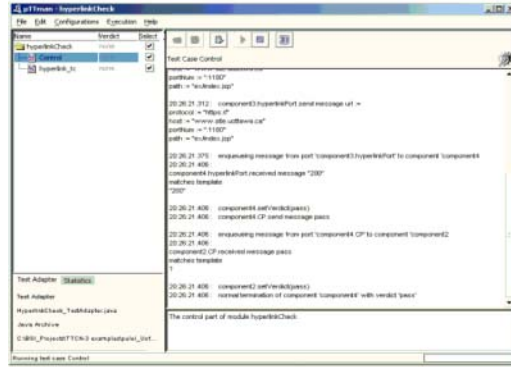 µTTman - hyperlinkCheck
File Edit Configurations Execution Help
Name Verdict Select
hyperlinkCheck none
Control none
hyperlink_tc none
Test Case Control
portNum := ":1180"
path := "ex/index.jsp"
20:26:21.312: component3.hyperlinkPort.send message url :=
protocol := "https://"
host := "www.site.uottawa.ca"
portNum := ":1180"
path := "ex/index.jsp"
20:26:21.375: enqueueing message from port 'component3.hyperlinkPort' to component 'component4
20:26:21.406:
component4.hyperlinkPort.received message "200"
matches template
"200"
20:26:21.406: component4.setVerdict(pass)
20:26:21.406: component4.CP send message pass
20:26:21.406: enqueueing message from port 'component4.CP' to component 'component2
20:26:21.406:
component2.CP received message pass
matches template
?
20:26:21.406: component2.setVerdict(pass)
20:26:21.406: normal termination of component 'component4' with verdict 'pass'
Test Adapter Statistics
Test Adapter
HyperlinkCheck_TestAdapter.java
Java Archive
The control part of module hyperlinkCheck
Running test case Control